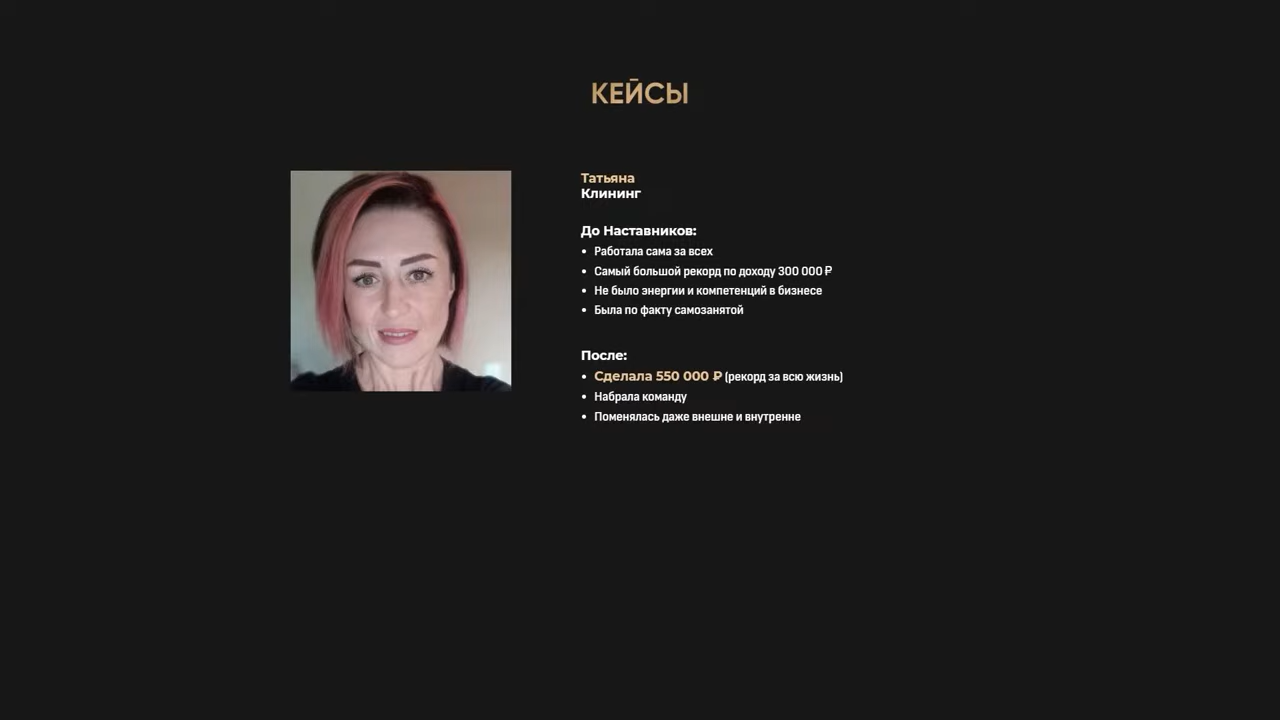 КЕЙСЫ
Татьяна
Клининг
До Наставников:
• Работала сама за всех
• Самый большой рекорд по доходу 300 000 ₽
• Не было энергии и компетенций в бизнесе
• Была по факту самозанятой
После:
• Сделала 550 000 ₽ (рекорд за всю жизнь)
• Набрала команду
• Поменялась даже внешне и внутренне